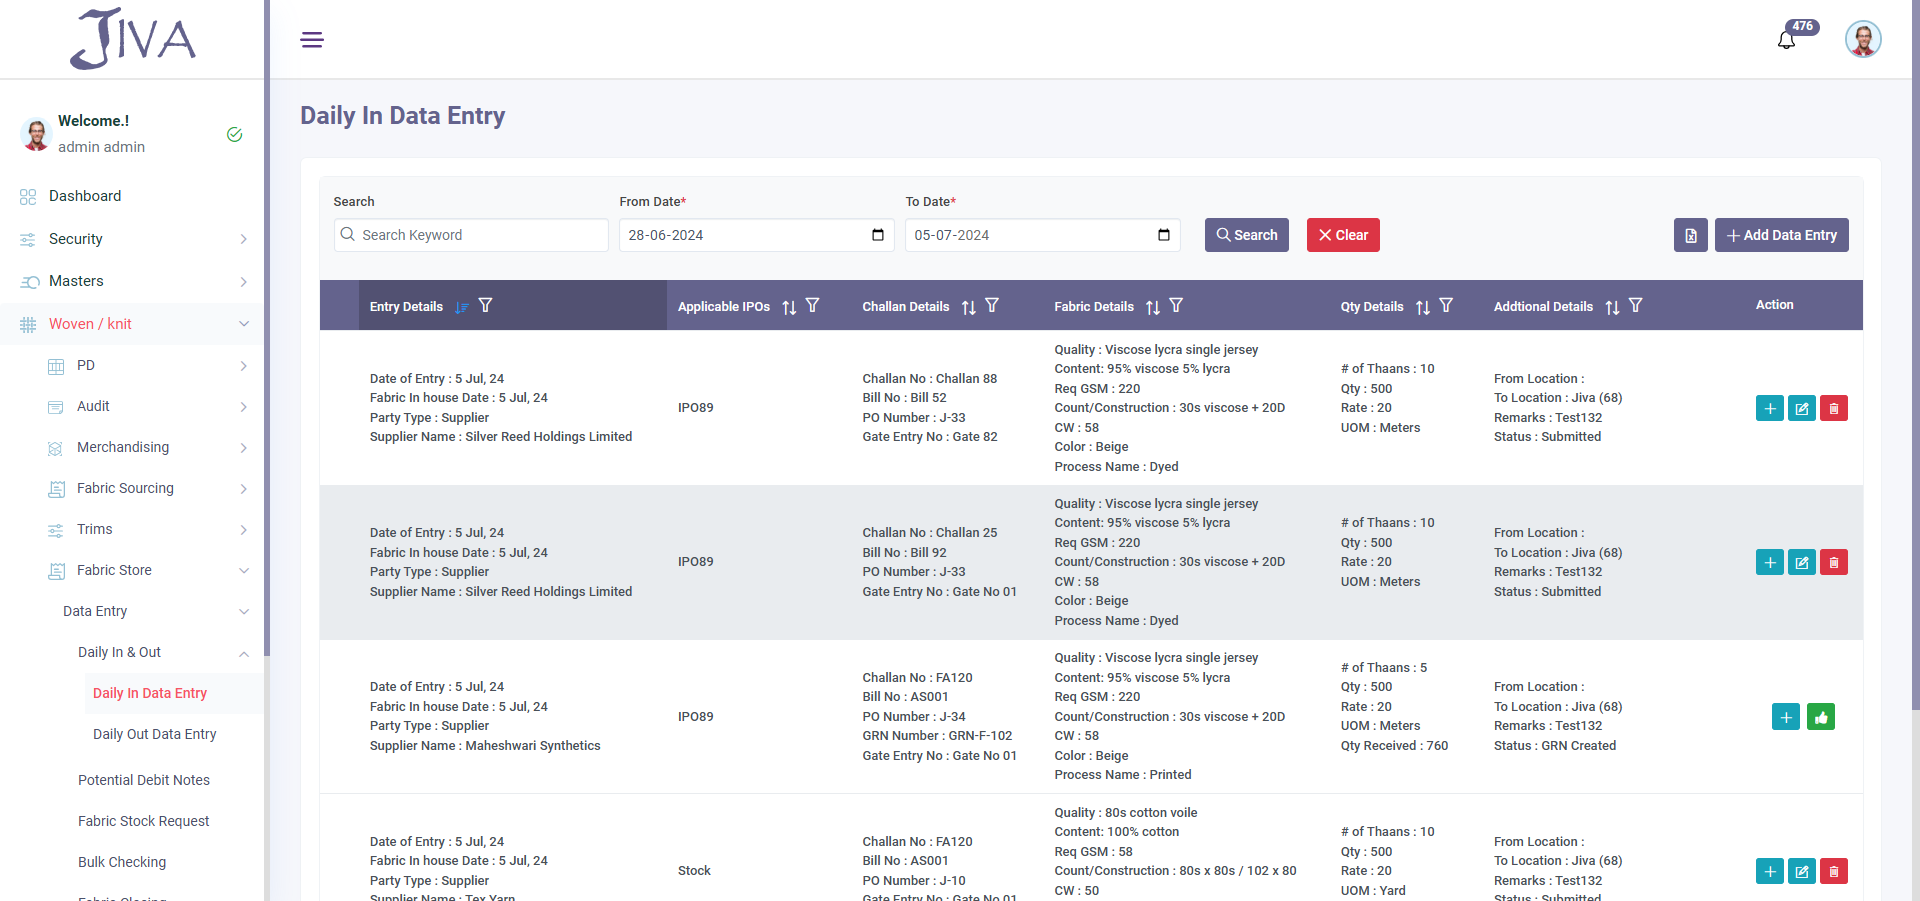 JIVA
476
Welcome.!
admin admin
Dashboard
Security
Masters
Woven / knit
PD
Audit
Merchandising
Fabric Sourcing
Trims
Fabric Store
Data Entry
Daily In & Out
Daily In Data Entry
Daily Out Data Entry
Potential Debit Notes
Fabric Stock Request
Bulk Checking
Fabric Closing
Daily In Data Entry
Search
From Date*
To Date*
Search Keyword
28-06-2024
05-07-2024
Search
Clear
Add Data Entry
Entry Details
Applicable IPOs
Challan Details
Fabric Details
Qty Details
Addtional Details
Action
Date of Entry : 5 Jul, 24
Fabric In house Date : 5 Jul, 24
Party Type : Supplier
Supplier Name : Silver Reed Holdings Limited
IPO89
Challan No : Challan 88
Bill No : Bill 52
PO Number : J-33
Gate Entry No : Gate 82
Quality : Viscose lycra single jersey
Content: 95% viscose 5% lycra
Req GSM : 220
Count/Construction : 30s viscose + 20D
CW : 58
Color : Beige
Process Name : Dyed
# of Thaans : 10
Qty : 500
Rate : 20
UOM : Meters
From Location :
To Location : Jiva (68)
Remarks : Test132
Status : Submitted
Date of Entry : 5 Jul, 24
Fabric In house Date : 5 Jul, 24
Party Type : Supplier
Supplier Name : Silver Reed Holdings Limited
IPO89
Challan No : Challan 25
Bill No : Bill 92
PO Number : J-33
Gate Entry No : Gate No 01
Quality : Viscose lycra single jersey
Content: 95% viscose 5% lycra
Req GSM : 220
Count/Construction : 30s viscose + 20D
CW : 58
Color : Beige
Process Name : Dyed
# of Thaans : 10
Qty : 500
Rate : 20
UOM : Meters
From Location :
To Location : Jiva (68)
Remarks : Test132
Status : Submitted
Date of Entry : 5 Jul, 24
Fabric In house Date : 5 Jul, 24
Party Type : Supplier
Supplier Name : Maheshwari Synthetics
IPO89
Challan No : FA120
Bill No : AS001
PO Number : J-34
GRN Number : GRN-F-102
Gate Entry No : Gate No 01
Quality : Viscose lycra single jersey
Content: 95% viscose 5% lycra
Req GSM : 220
Count/Construction : 30s viscose + 20D
CW : 58
Color : Beige
Process Name : Printed
# of Thaans : 5
Qty : 500
Rate : 20
UOM : Meters
Qty Received : 760
From Location :
To Location : Jiva (68)
Remarks : Test132
Status : GRN Created
Date of Entry : 5 Jul, 24
Fabric In house Date : 5 Jul, 24
Party Type : Supplier
Supplier Name : Tex Yarn
Stock
Challan No : FA120
Bill No : AS001
PO Number : J-10
Gate Entry No : Gate No 01
Quality : 80s cotton voile
Content: 100% cotton
Req GSM : 58
Count/Construction : 80s x 80s / 102 x 80
CW : 50
# of Thaans : 10
Qty : 500
Rate : 20
UOM : Yard
From Location :
To Location : Jiva (68)
Remarks : Test132
Status : Submitted